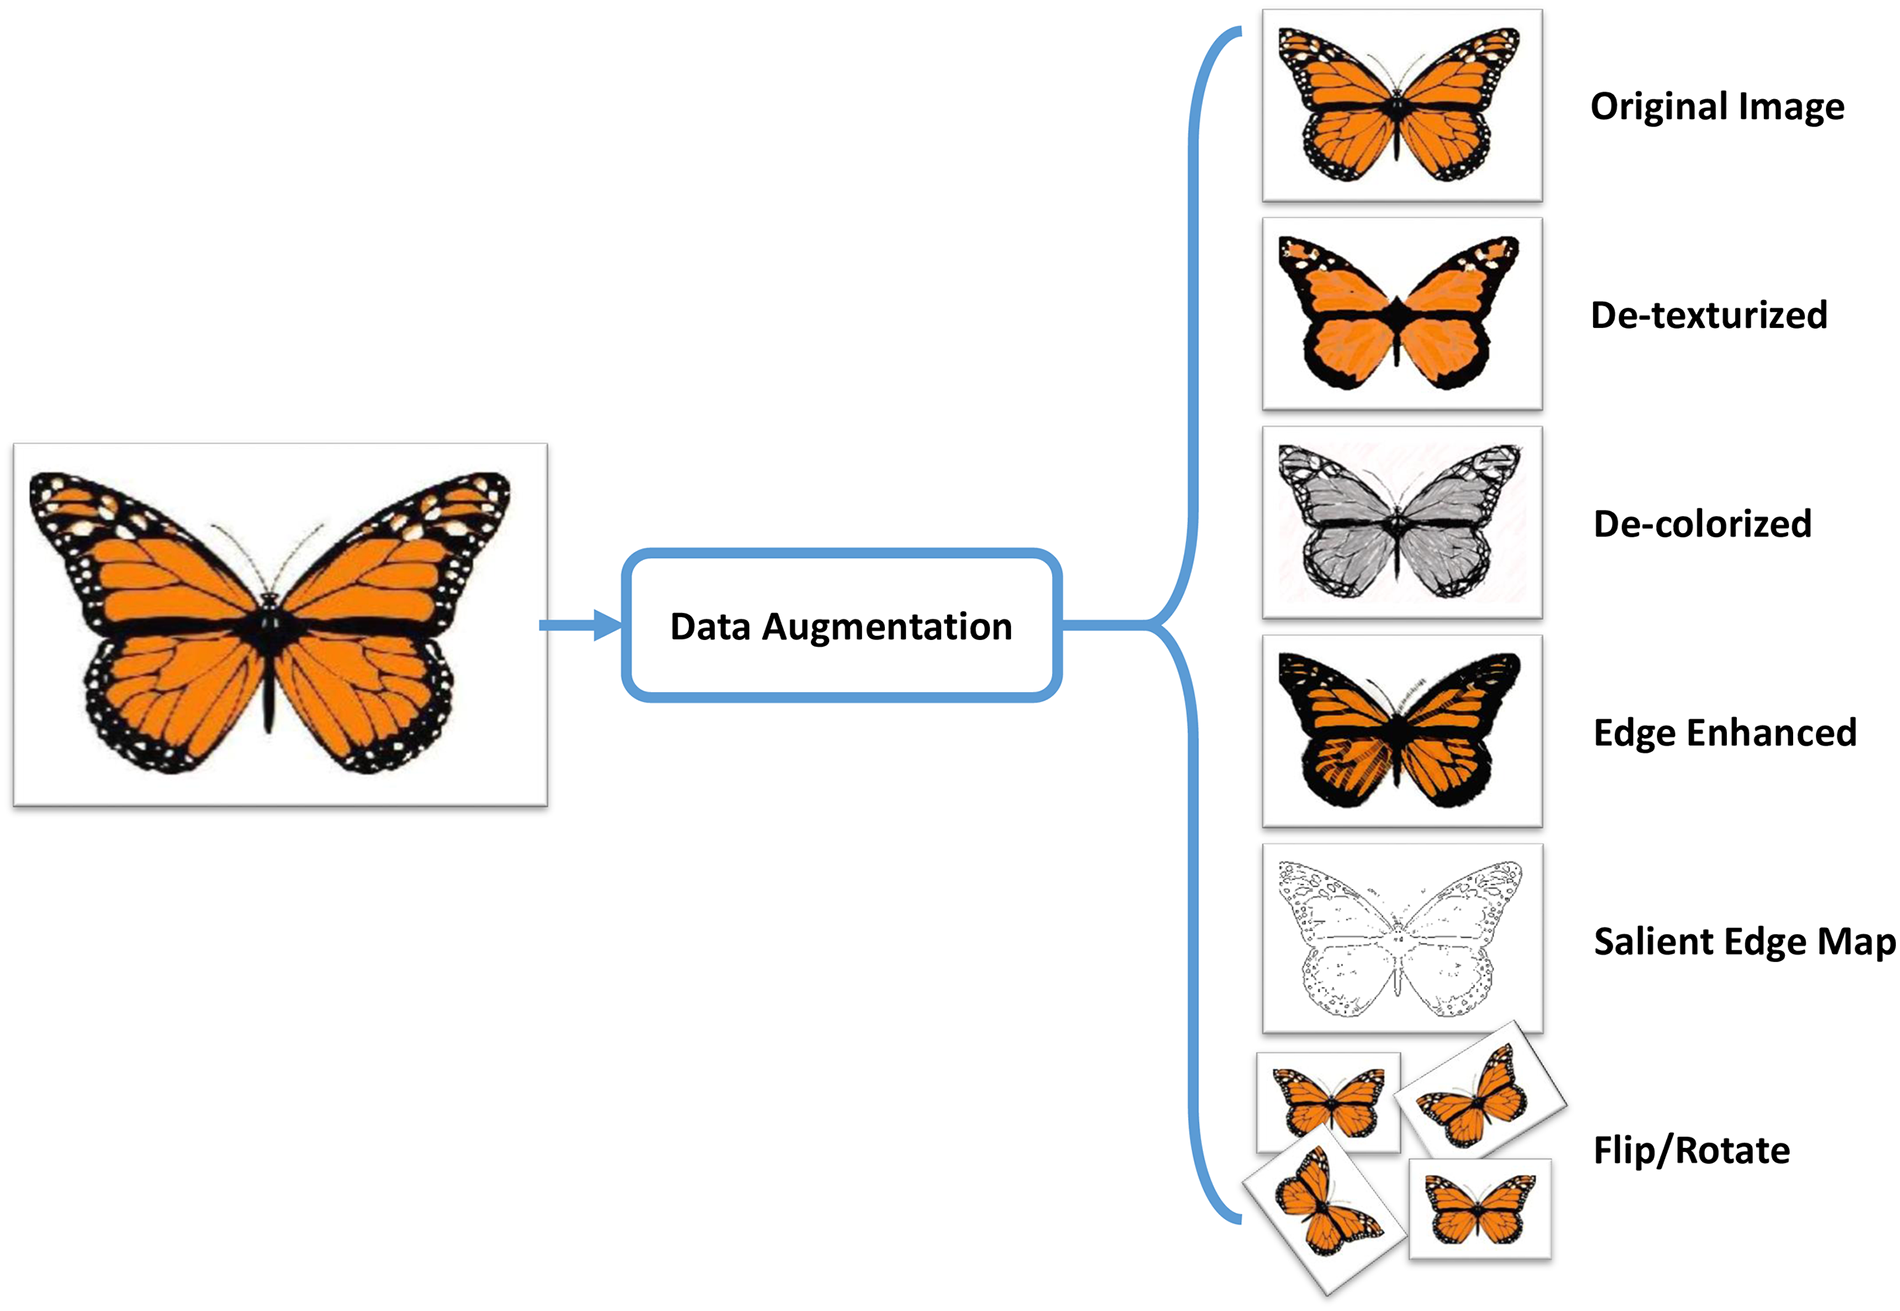 Original Image
De-texturized
De-colorized
Data Augmentation
Edge Enhanced
Salient Edge Map
Flip/Rotate